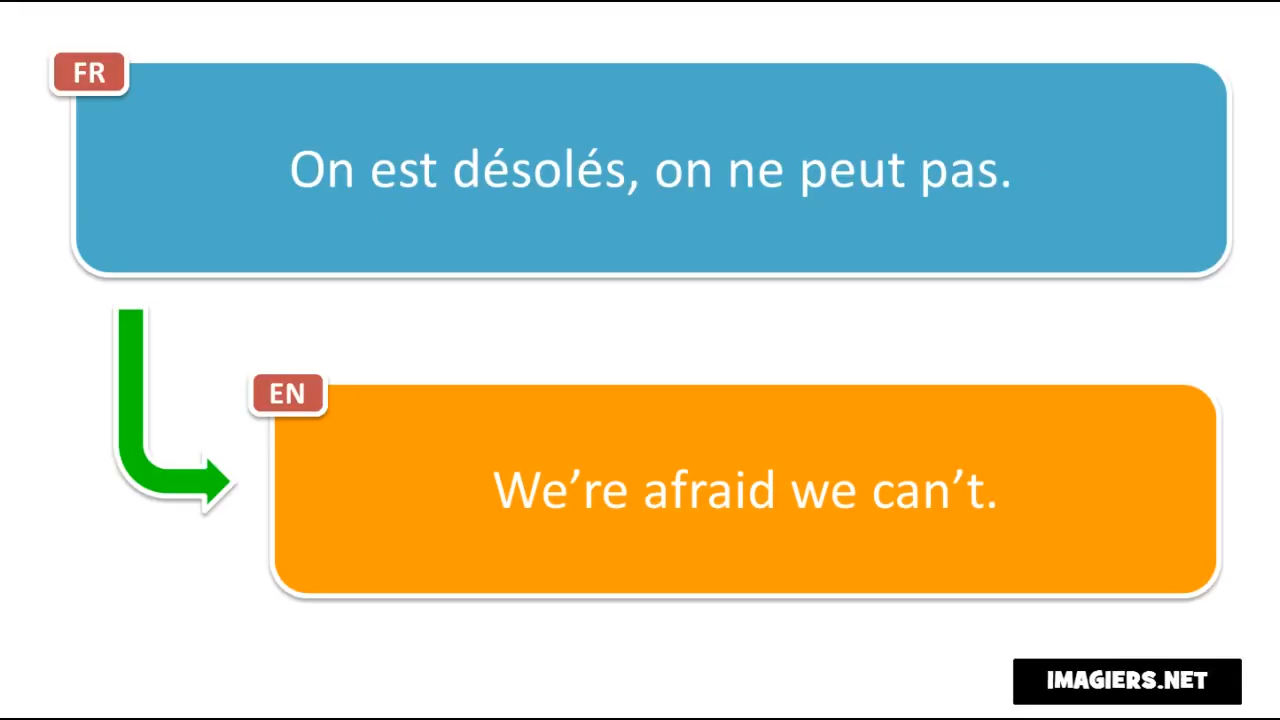 FR
On est désolés, on ne peut pas.
EN
We’re afraid we can’t.
IMAGIERS.NET